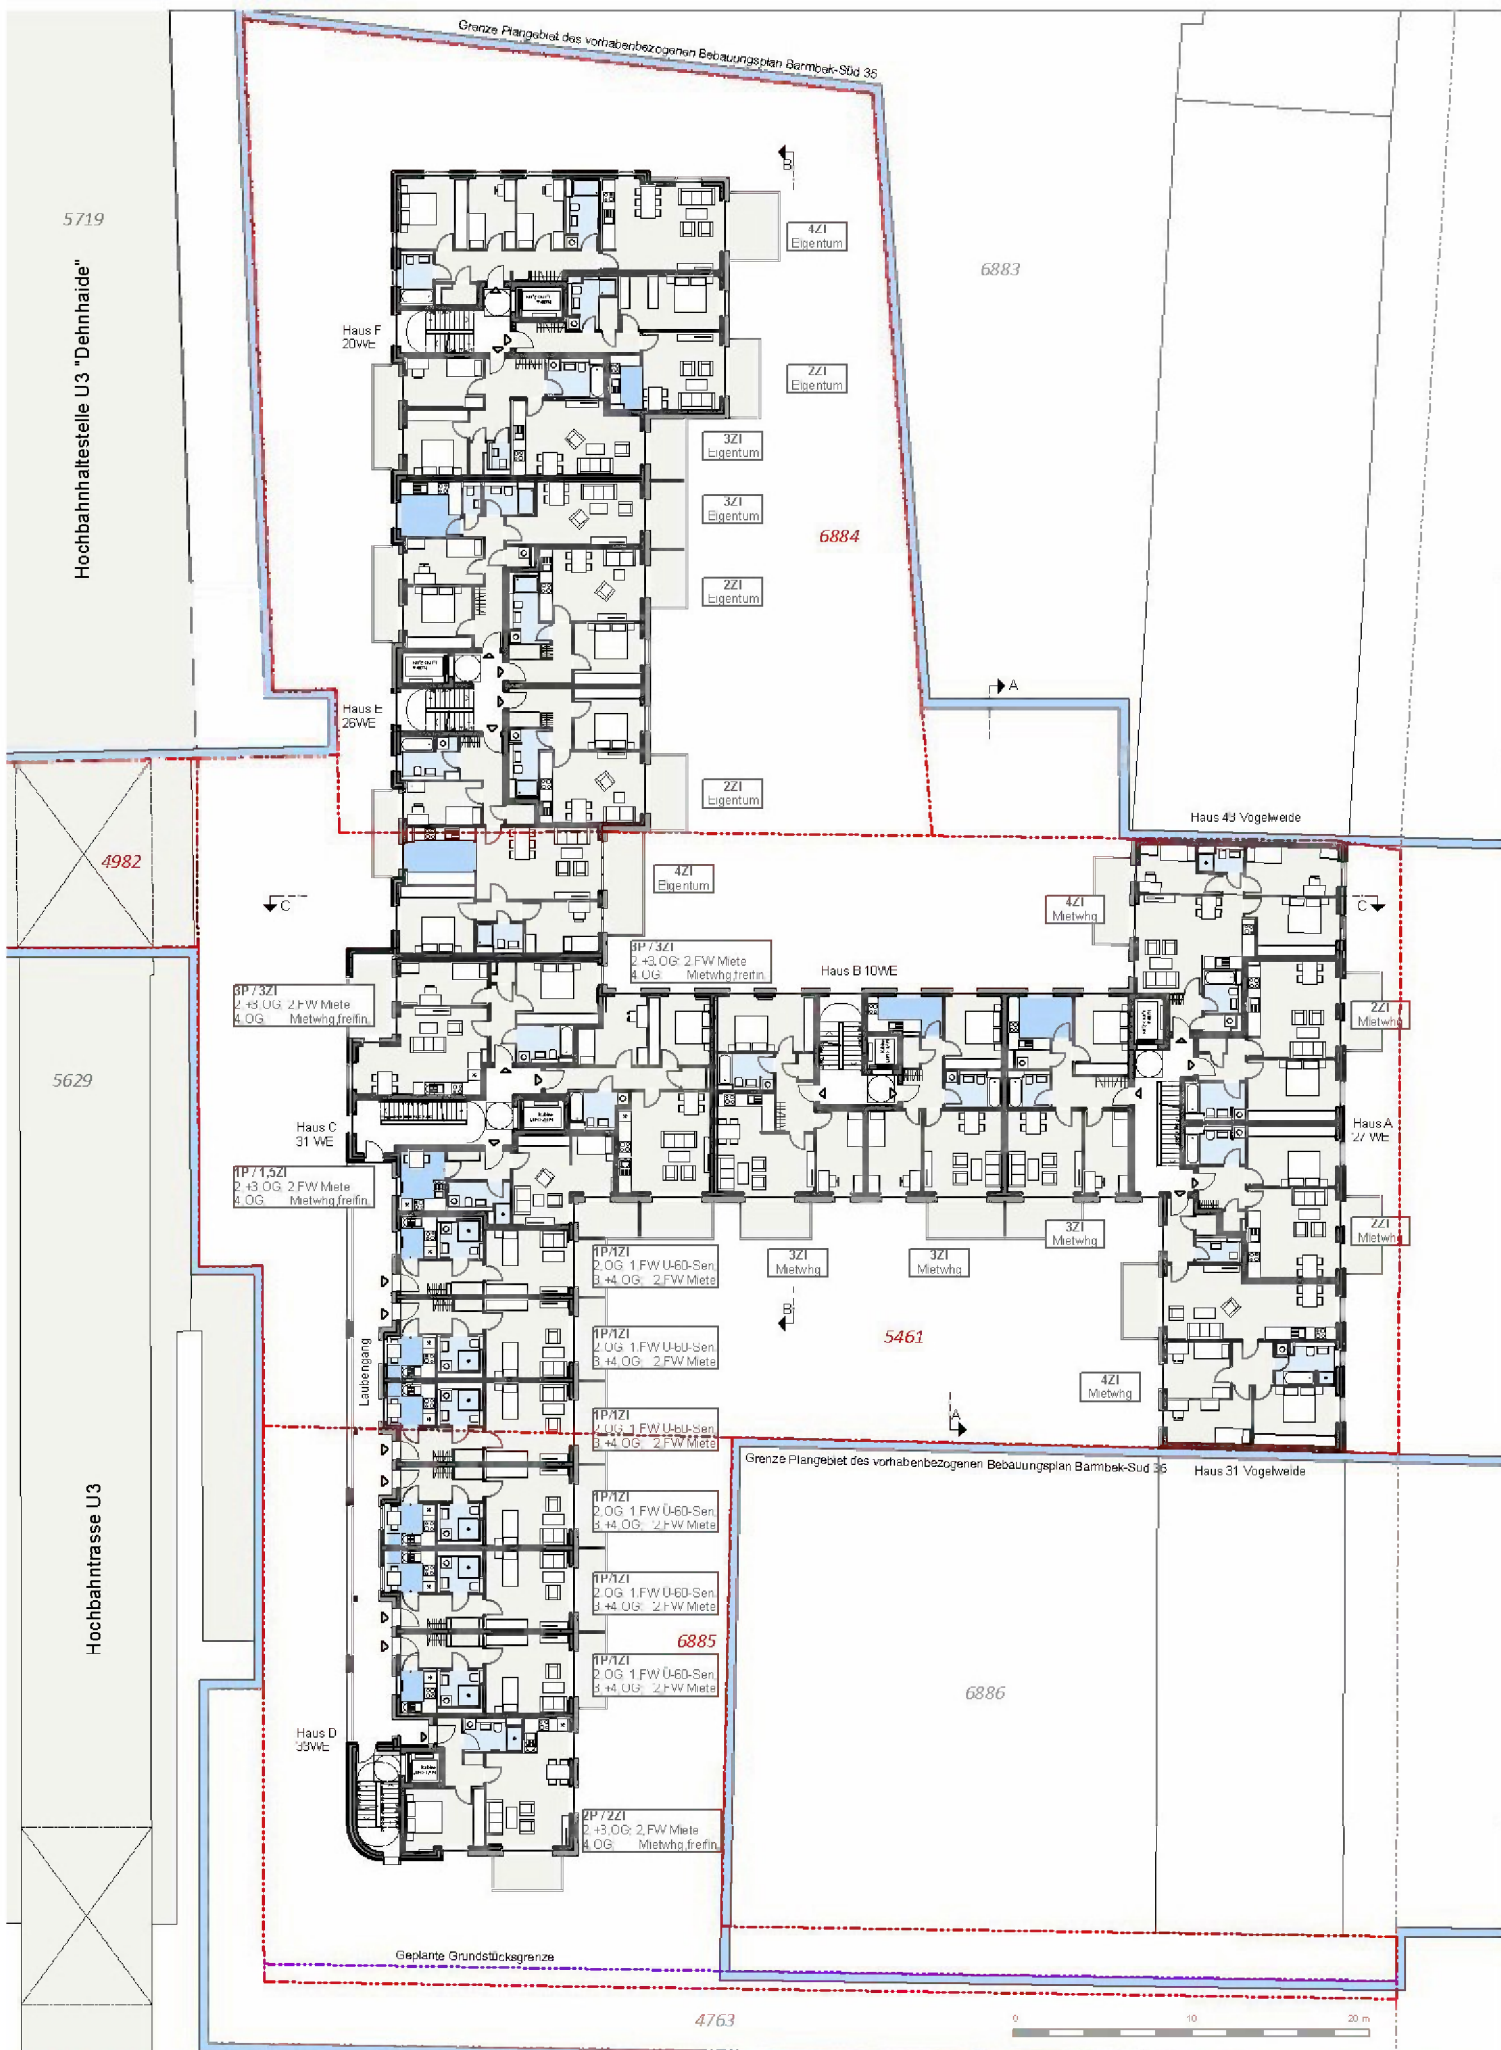 Grenze Plangebiet des vorhabenbezogenen Bebauungsplan Barmbek-Süd 36
B
5719
4ZI
Eigentum
6883
Hochbahnhaltestelle U3 "Dehnhaide"
Haus F
20WE
2ZI
Eigentum
3ZI
Eigentum
3ZI
Eigentum
6884
2ZI
Eigentum
A
Haus E
26WE
2ZI
Eigentum
Haus 43 Vogelweide
4982
4ZI
Eigentum
C
4ZI
Mietwhg
C
3P / 3ZI
2.+3.OG: 2.FW Miete
4.OG: Mietwhg.freifin.
Haus B 10WE
3P / 3ZI
2.+3.OG: 2.FW Miete
4.OG: Mietwhg.freifin.
2ZI
Mietwhg
5629
Haus C
31 WE
Haus A
27 WE
1P / 1,5ZI
2.+3.OG: 2.FW Miete
4.OG: Mietwhg.freifin.
3ZI
Mietwhg
2ZI
Mietwhg
1P/1ZI
2.OG: 1.FW Ü-60-Sen.
3.+4.OG: 2.FW Miete
3ZI
Mietwhg
3ZI
Mietwhg
B
Laubengang
1P/1ZI
2.OG: 1.FW Ü-60-Sen.
3.+4.OG: 2.FW Miete
5461
4ZI
Mietwhg
1P/1ZI
2.OG: 1.FW Ü-60-Sen.
3.+4.OG: 2.FW Miete
A
Grenze Plangebiet des vorhabenbezogenen Bebauungsplan Barmbek-Süd 36
Haus 31 Vogelweide
Hochbahntrasse U3
1P/1ZI
2.OG: 1.FW Ü-60-Sen.
3.+4.OG: 2.FW Miete
1P/1ZI
2.OG: 1.FW Ü-60-Sen.
3.+4.OG: 2.FW Miete
6885
1P/1ZI
2.OG: 1.FW Ü-60-Sen.
3.+4.OG: 2.FW Miete
6886
Haus D
33WE
2P / 2ZI
2.+3.OG: 2.FW Miete
4.OG: Mietwhg.freifin.
Geplante Grundstücksgrenze
4763
0 10 20 m